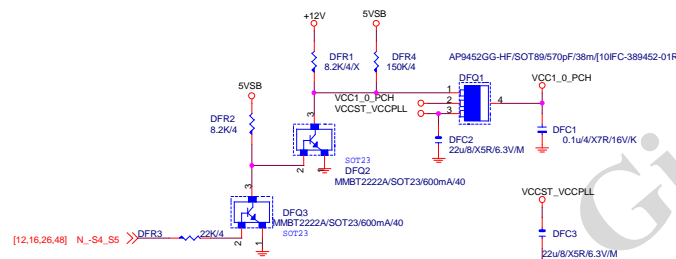 +12V
5VSB
DFR1
8.2K/4/X
DFR4
150K/4
AP9452GG-HF/SOT89/570pF/38m/[10IFC-389452-01R
DFQ1
VCC1_0_PCH
5VSB
VCC1_0_PCH
VCCST_VCCPLL
1
2
3
4
DFR2
8.2K/4
3
DFC2
22u/8/X5R/6.3V/M
DFC1
0.1u/4/X7R/16V/K
2
1
SOT23
DFQ2
MMBT2222A/SOT23/600mA/40
3
DFQ3
MMBT2222A/SOT23/600mA/40
SOT23
VCCST_VCCPLL
[12,16,26,48] N_-S4_S5
DFR3
22K/4
2
1
DFC3
22u/8/X5R/6.3V/M
Gi